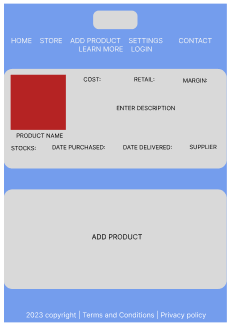 HOME STORE ADD PRODUCT SETTINGS CONTACT
LEARN MORE LOGIN
COST: RETAIL: MARGIN:
ENTER DESCRIPTION
PRODUCT NAME
STOCKS: DATE PURCHASED: DATE DELIVERED: SUPPLIER
ADD PRODUCT
2023 copyright | Terms and Conditions | Privacy policy